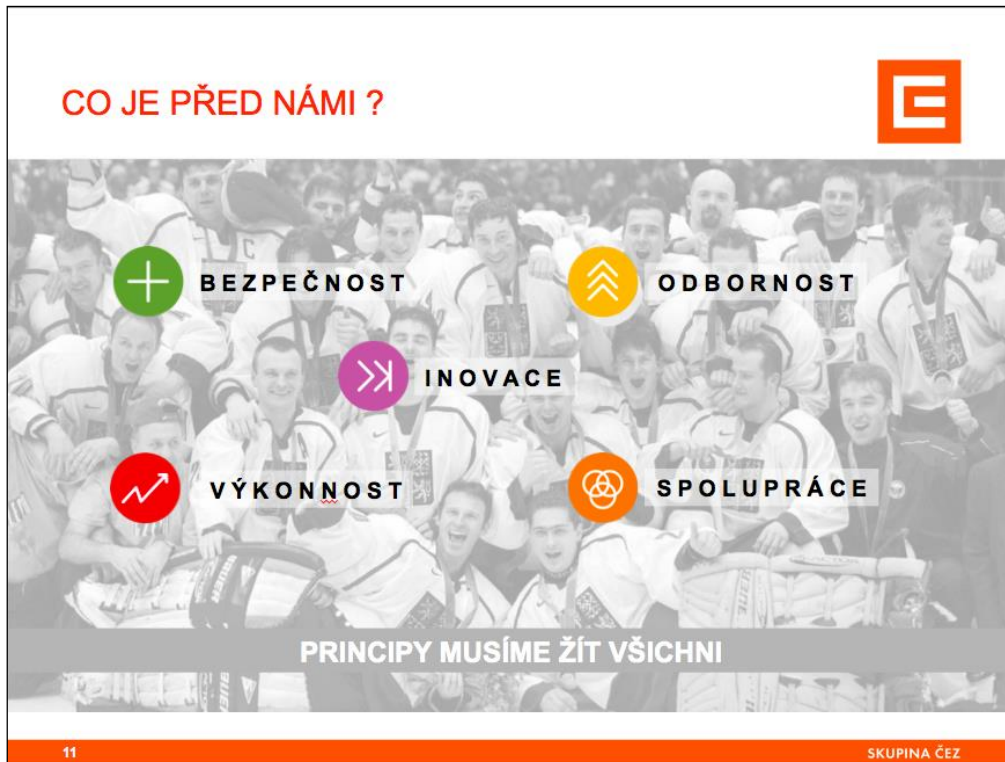 CO JE PŘED NÁMI ?
BEZPEČNOST
ODBORNOST
INOVACE
VÝKONNOST
SPOLUPRÁCE
PRINCIPY MUSÍME ŽÍT VŠICHNI
11
SKUPINA ČEZ